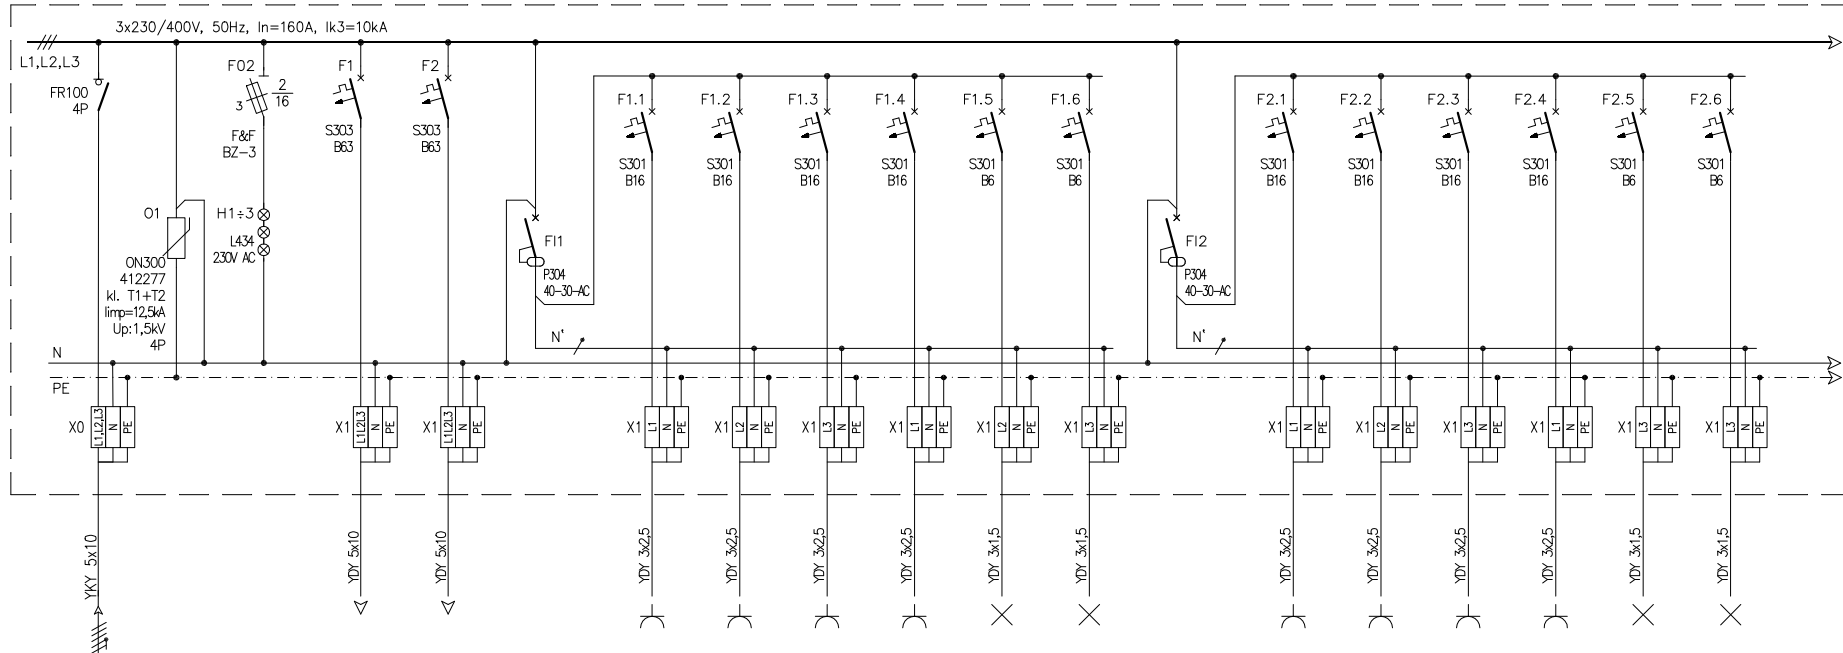 3x230/400V, 50Hz, In=160A, Ik3=10kA
L1,L2,L3
FR100
4P
FO2
3
2
16
F&F
BZ-3
F1
S303
B63
F2
S303
B63
F1.1
S301
B16
F1.2
S301
B16
F1.3
S301
B16
F1.4
S301
B16
F1.5
S301
B6
F1.6
S301
B6
F2.1
S301
B16
F2.2
S301
B16
F2.3
S301
B16
F2.4
S301
B16
F2.5
S301
B6
F2.6
S301
B6
O1
ON300
412277
kl. T1+T2
Iimp=12,5kA
Up:1,5kV
4P
H1÷3
L434
230V AC
FI1
P304
40-30-AC
FI2
P304
40-30-AC
N'
N'
N
PE
X0
L1,L2,L3
N
PE
X1
L1L2L3
N
PE
X1
L1L2L3
N
PE
X1
L1
N
PE
X1
L2
N
PE
X1
L3
N
PE
X1
L1
N
PE
X1
L2
N
PE
X1
L3
N
PE
X1
L1
N
PE
X1
L2
N
PE
X1
L3
N
PE
X1
L1
N
PE
X1
L3
N
PE
X1
L3
N
PE
YKY 5x10
YDY 5x10
YDY 5x10
YDY 3x2,5
YDY 3x2,5
YDY 3x2,5
YDY 3x2,5
YDY 3x1,5
YDY 3x1,5
YDY 3x2,5
YDY 3x2,5
YDY 3x2,5
YDY 3x2,5
YDY 3x1,5
YDY 3x1,5